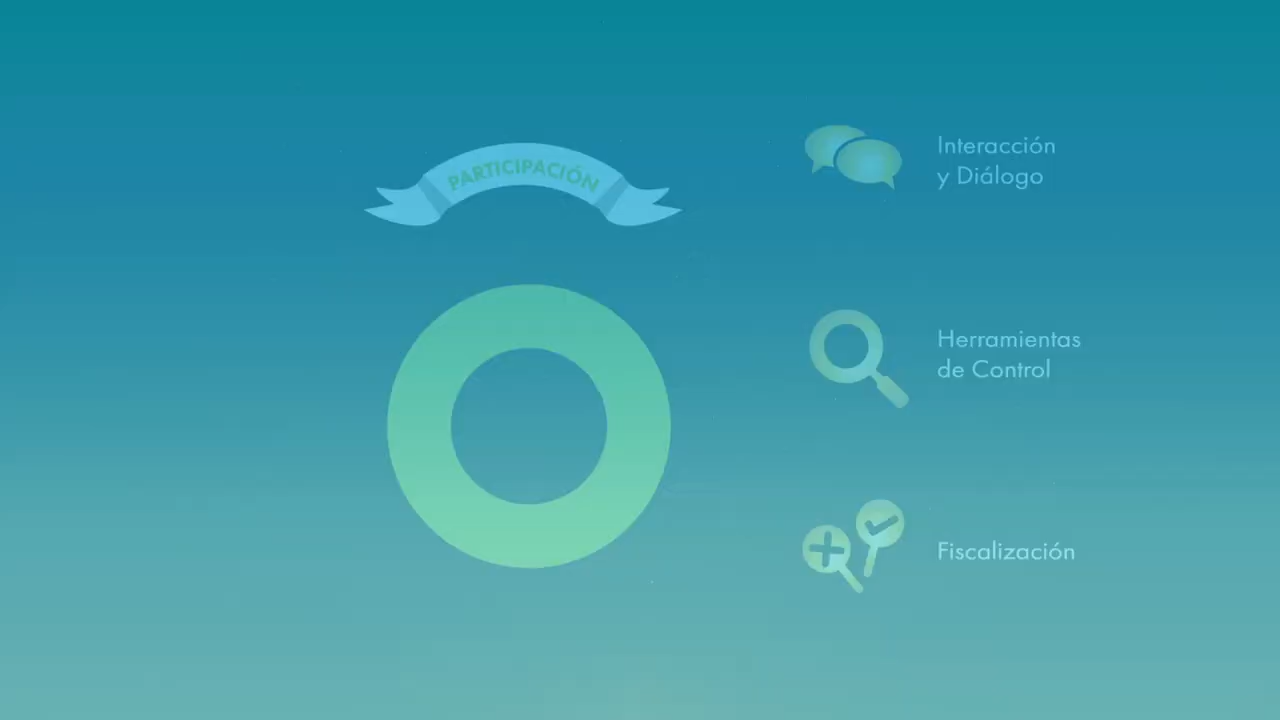 PARTICIPACIÓN
Interacción
y Diálogo
Herramientas
de Control
Fiscalización